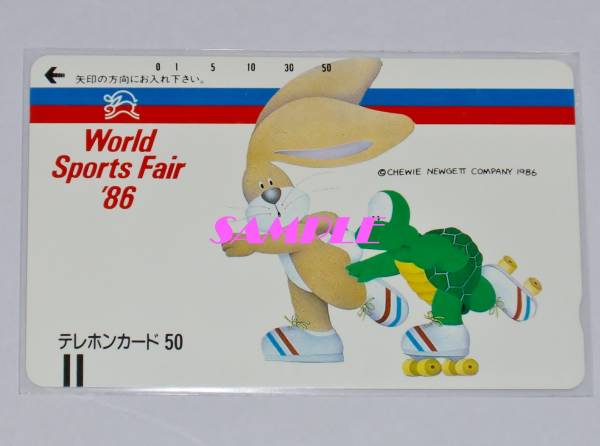 0 1 5 10 30 50
矢印の方向にお入れ下さい。
World
Sports Fair
'86
©CHEWIE NEWGETT COMPANY 1986
SAMPLE
テレホンカード 50